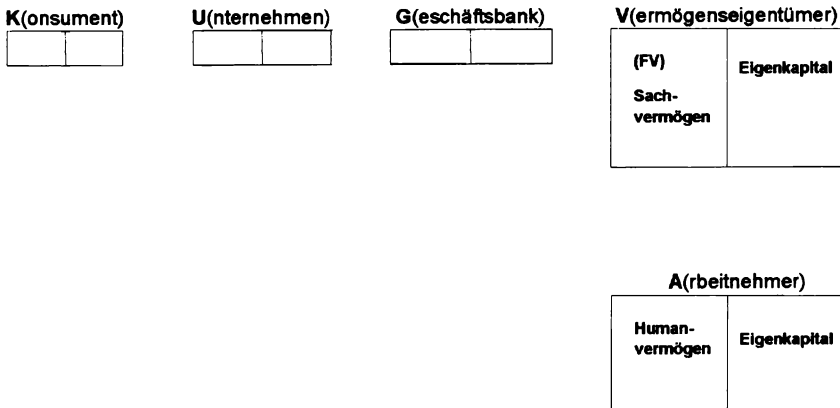 K(onsument) U(nternehmen) G(eschäftsbank) V(ermögenseigentümer)
(FV) Eigenkapital
Sach-
vermögen
A(rbeitnehmer)
Human- Eigenkapital
vermögen